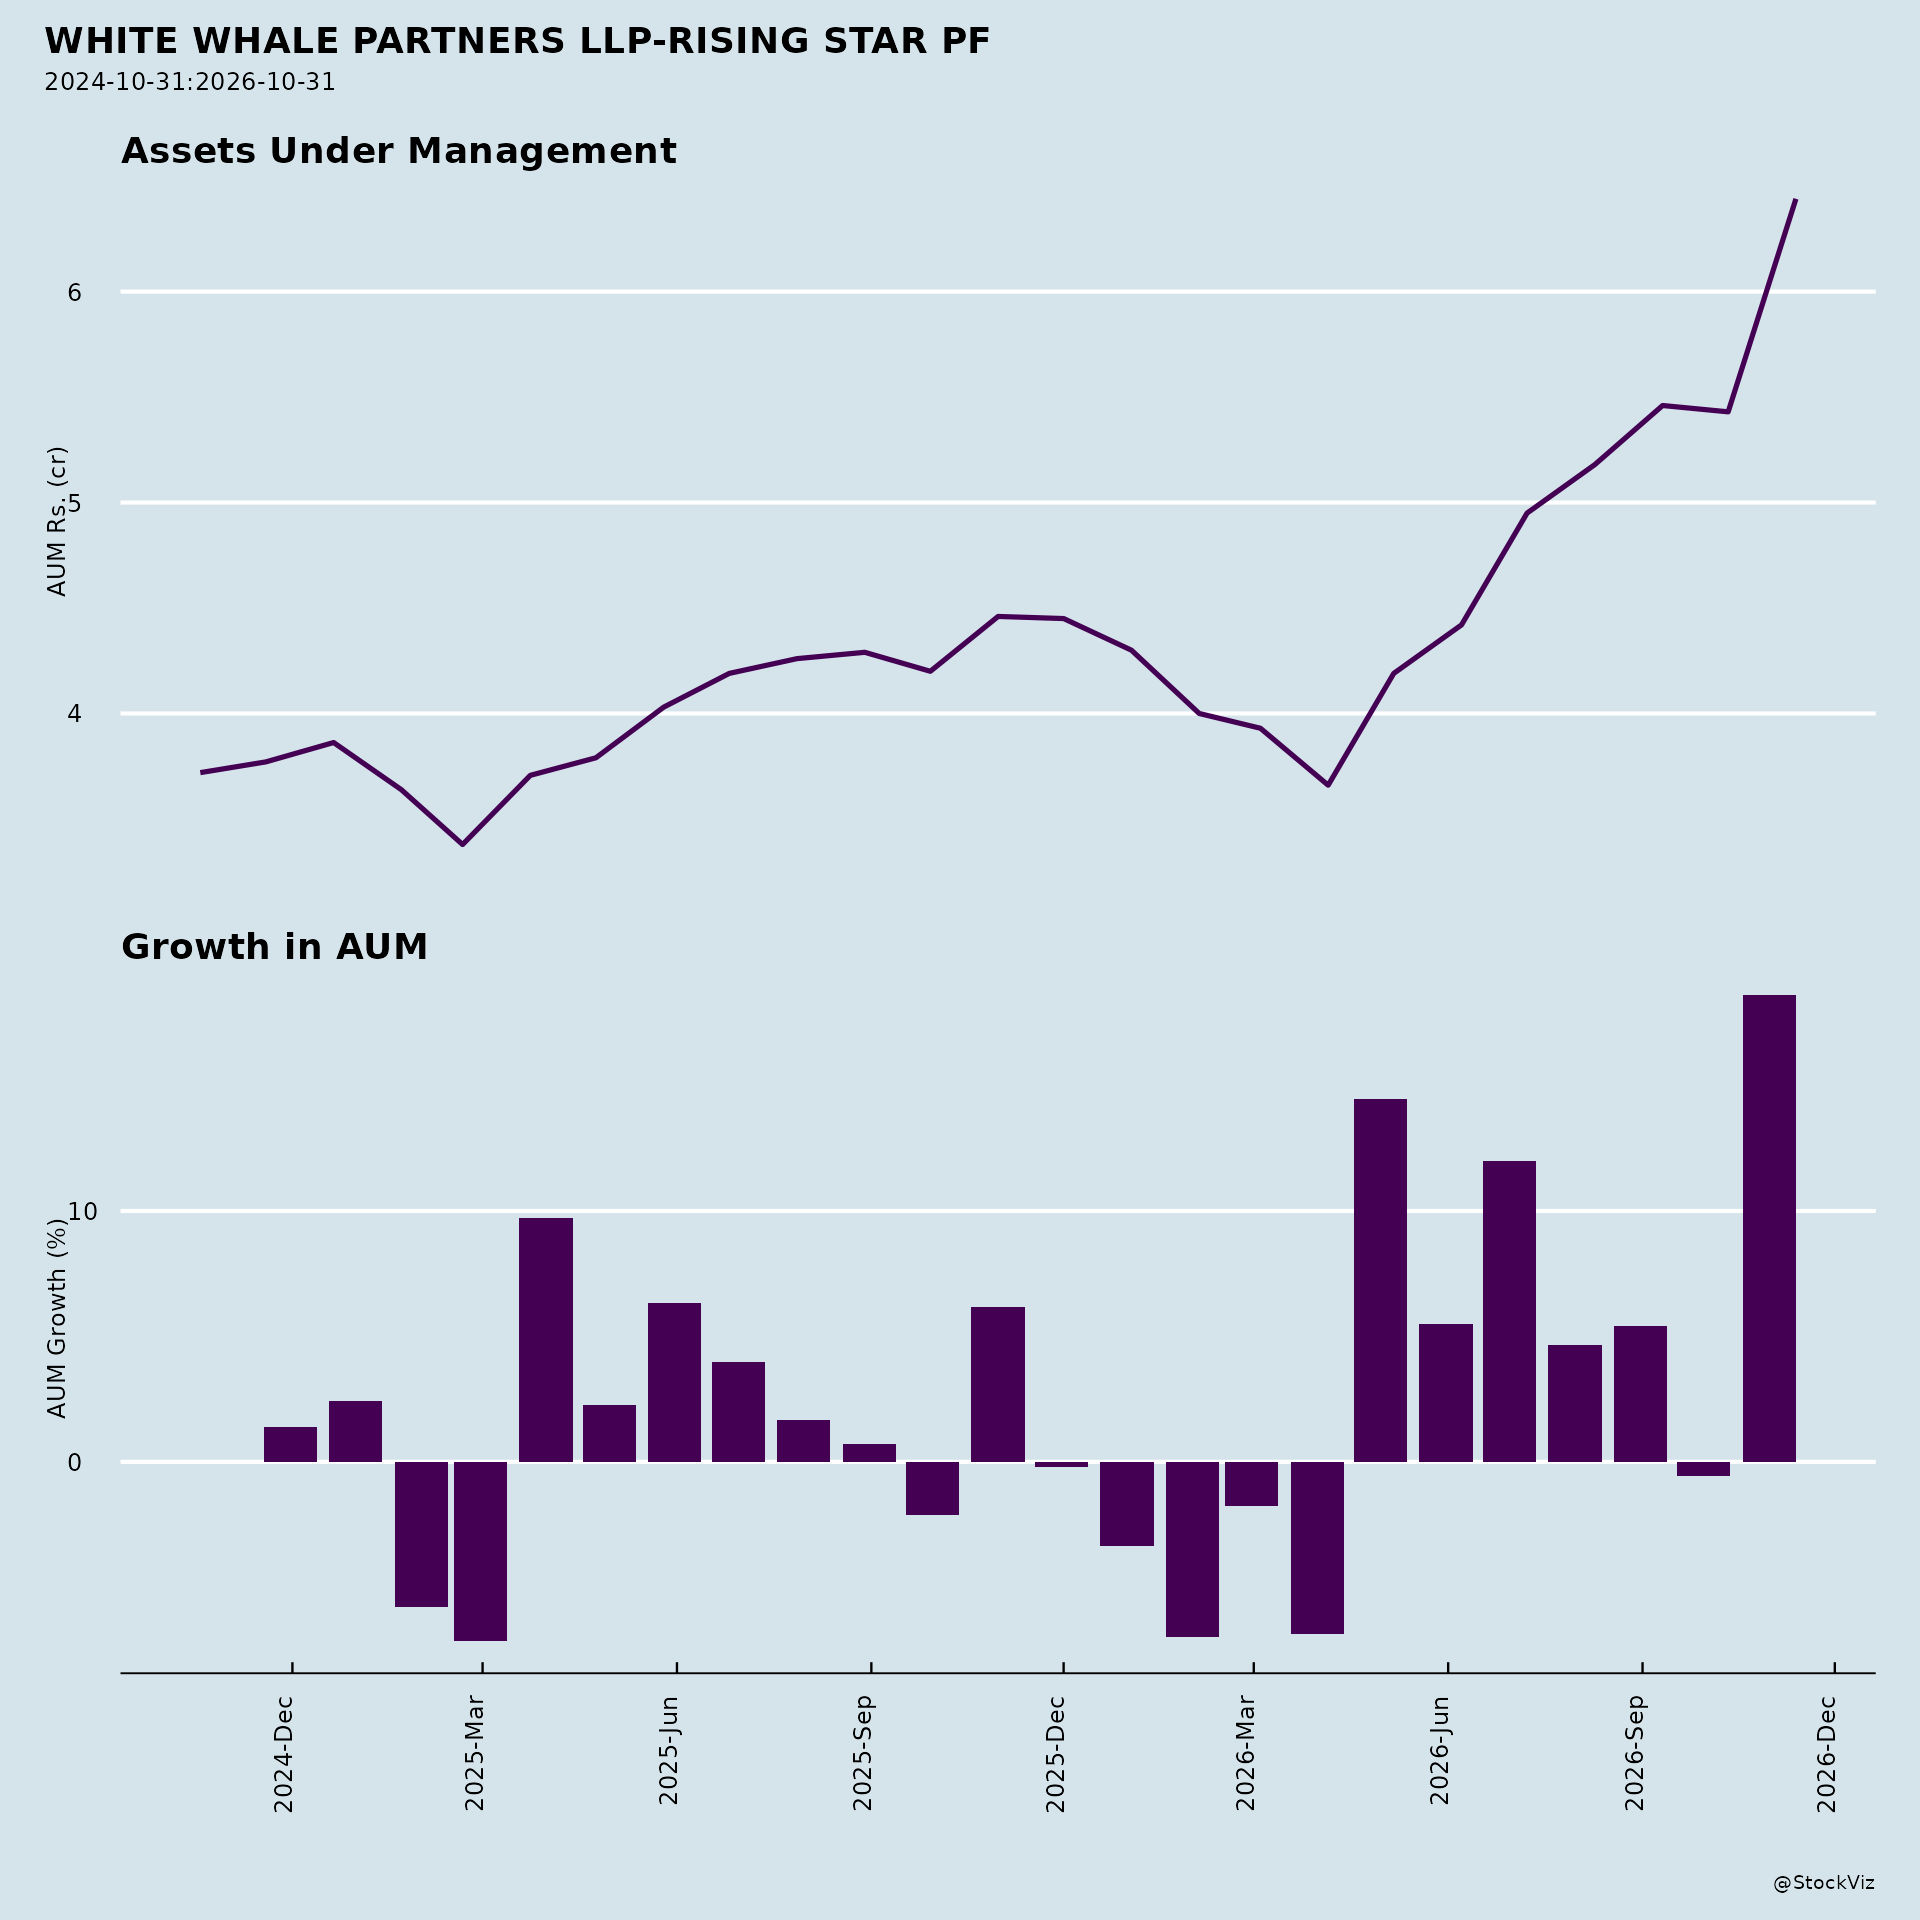 WHITE WHALE PARTNERS LLP-RISING STAR PF
2024-10-31:2026-10-31
Assets Under Management
AUM Rs. (cr)
6
5
4
Growth in AUM
AUM Growth (%)
10
0
2024-Dec
2025-Mar
2025-Jun
2025-Sep
2025-Dec
2026-Mar
2026-Jun
2026-Sep
2026-Dec
@StockViz